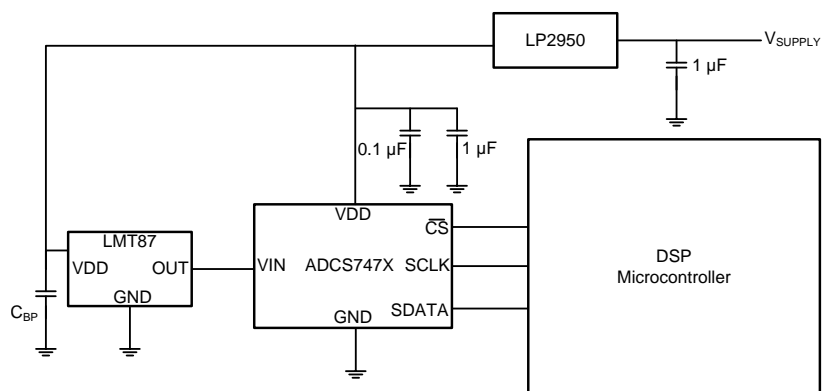 LP2950
VSUPPLY
1 µF
0.1 µF
1 µF
VDD
LMT87
VDD
OUT
GND
CBP
VIN
ADCS747X
CS
SCLK
SDATA
GND
DSP
Microcontroller